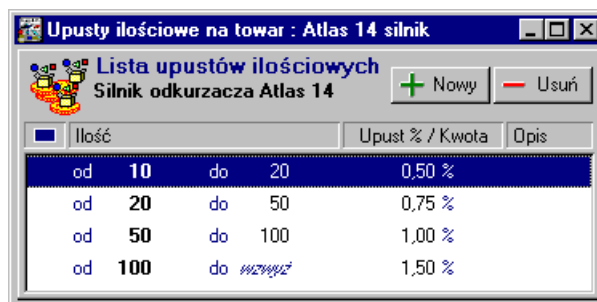 Upusty ilościowe na towar : Atlas 14 silnik
Lista upustów ilościowych
Silnik odkurzacza Atlas 14
Nowy
Usuń
Ilość Upust % / Kwota Opis
od 10 do 20 0,50 %
od 20 do 50 0,75 %
od 50 do 100 1,00 %
od 100 do wzwyż 1,50 %